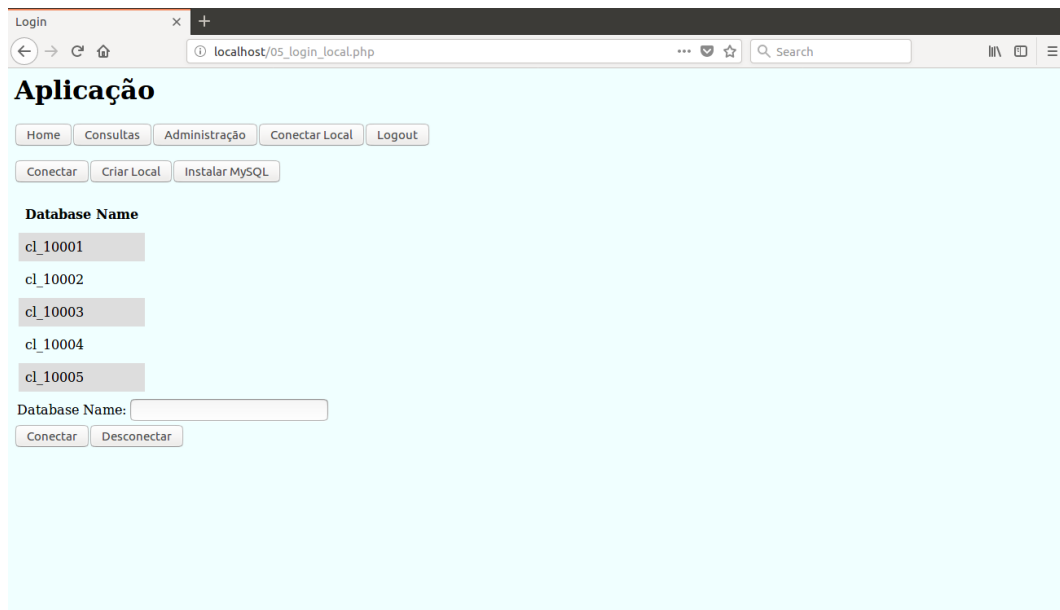 Login
localhost/05_login_local.php
Search
Aplicação
Home Consultas Administração Conectar Local Logout
Conectar Criar Local Instalar MySQL
Database Name
cl_10001
cl_10002
cl_10003
cl_10004
cl_10005
Database Name:
Conectar Desconectar